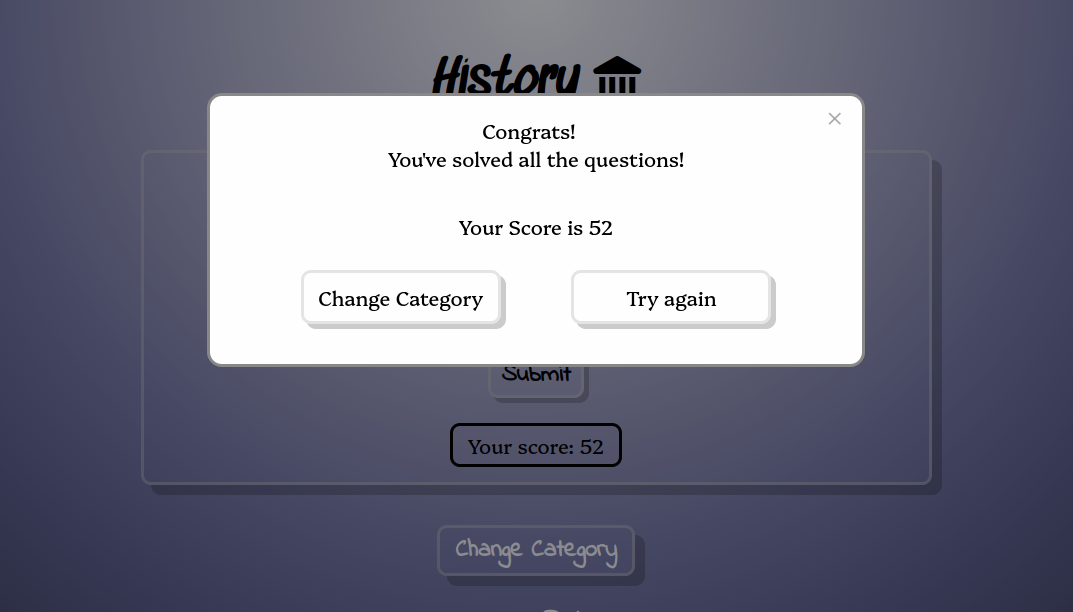 History
Congrats!
You've solved all the questions!
Your Score is 52
Change Category
Try again
Submit
Your score: 52
Change Category